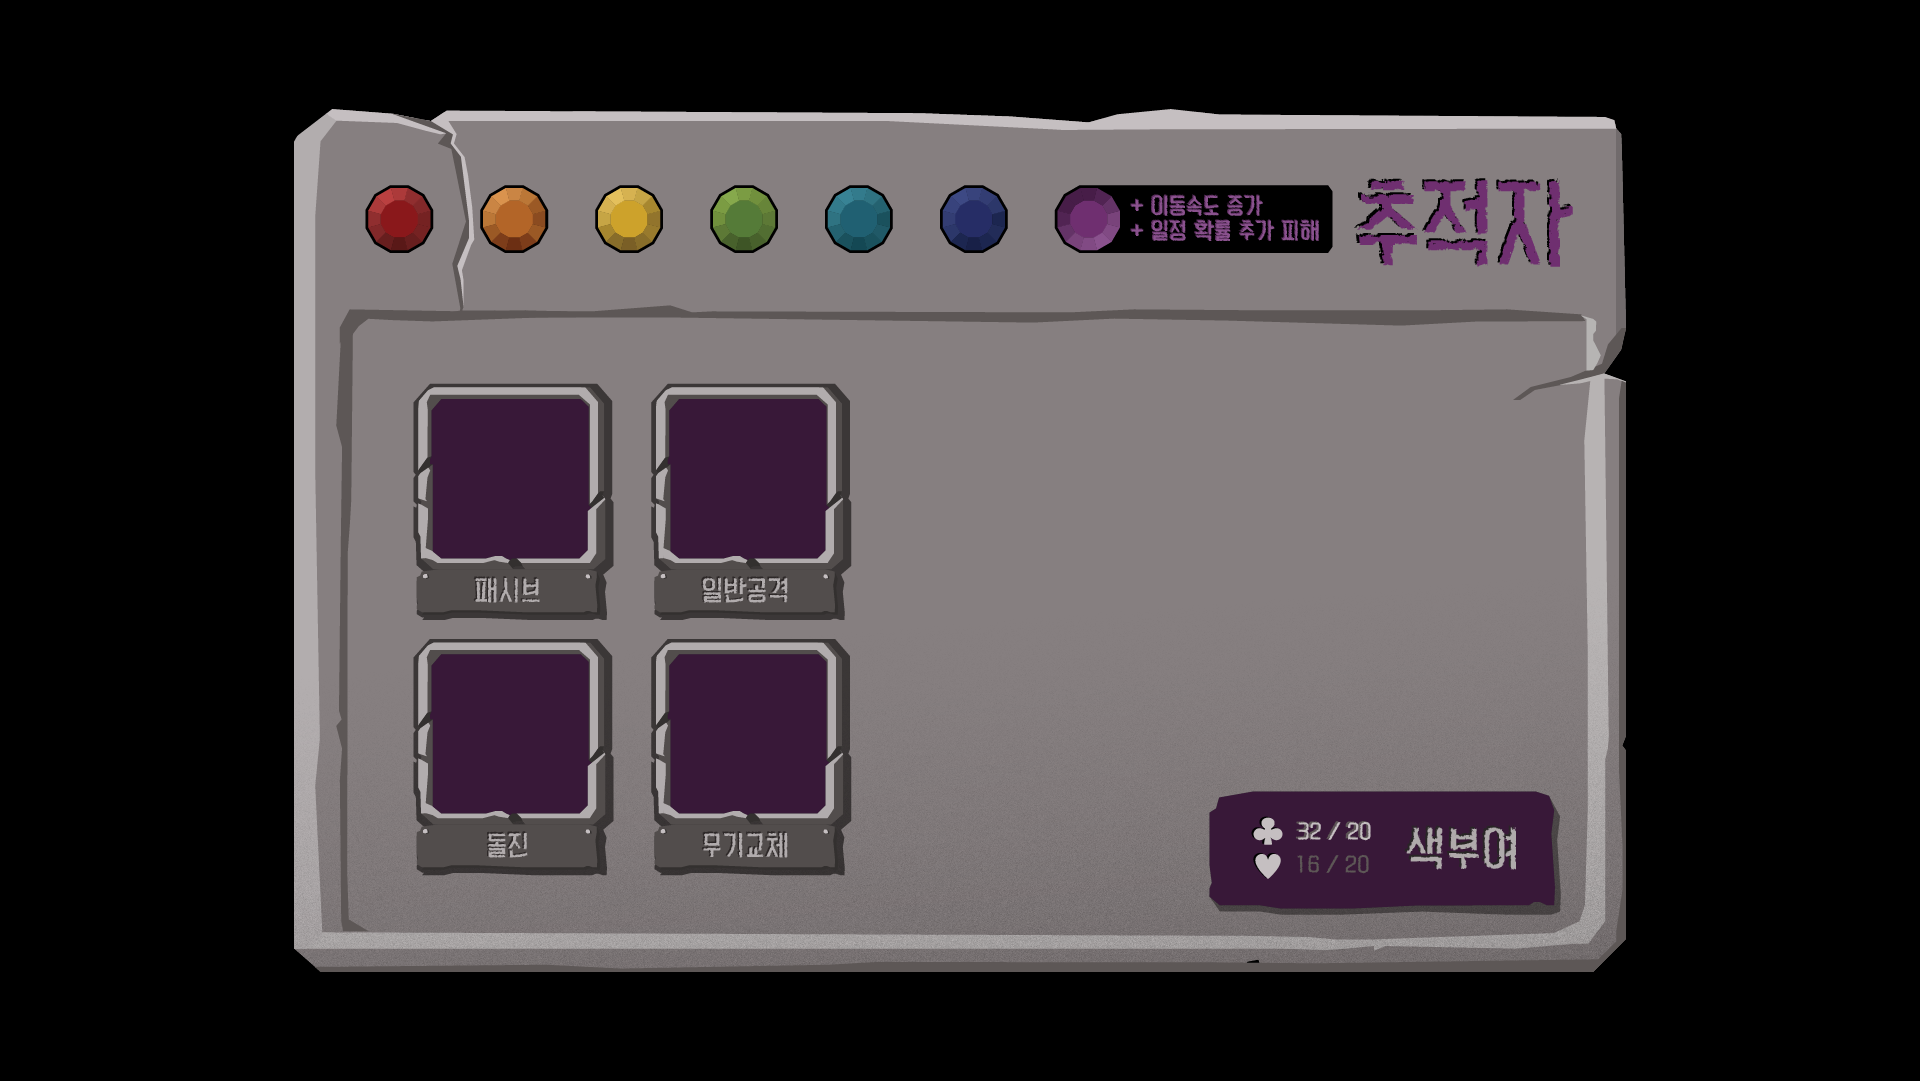 + 이동속도 증가
+ 일정 확률 추가 피해
추적자
패시브
일반공격
돌진
무기교체
32 / 20
16 / 20
색부여